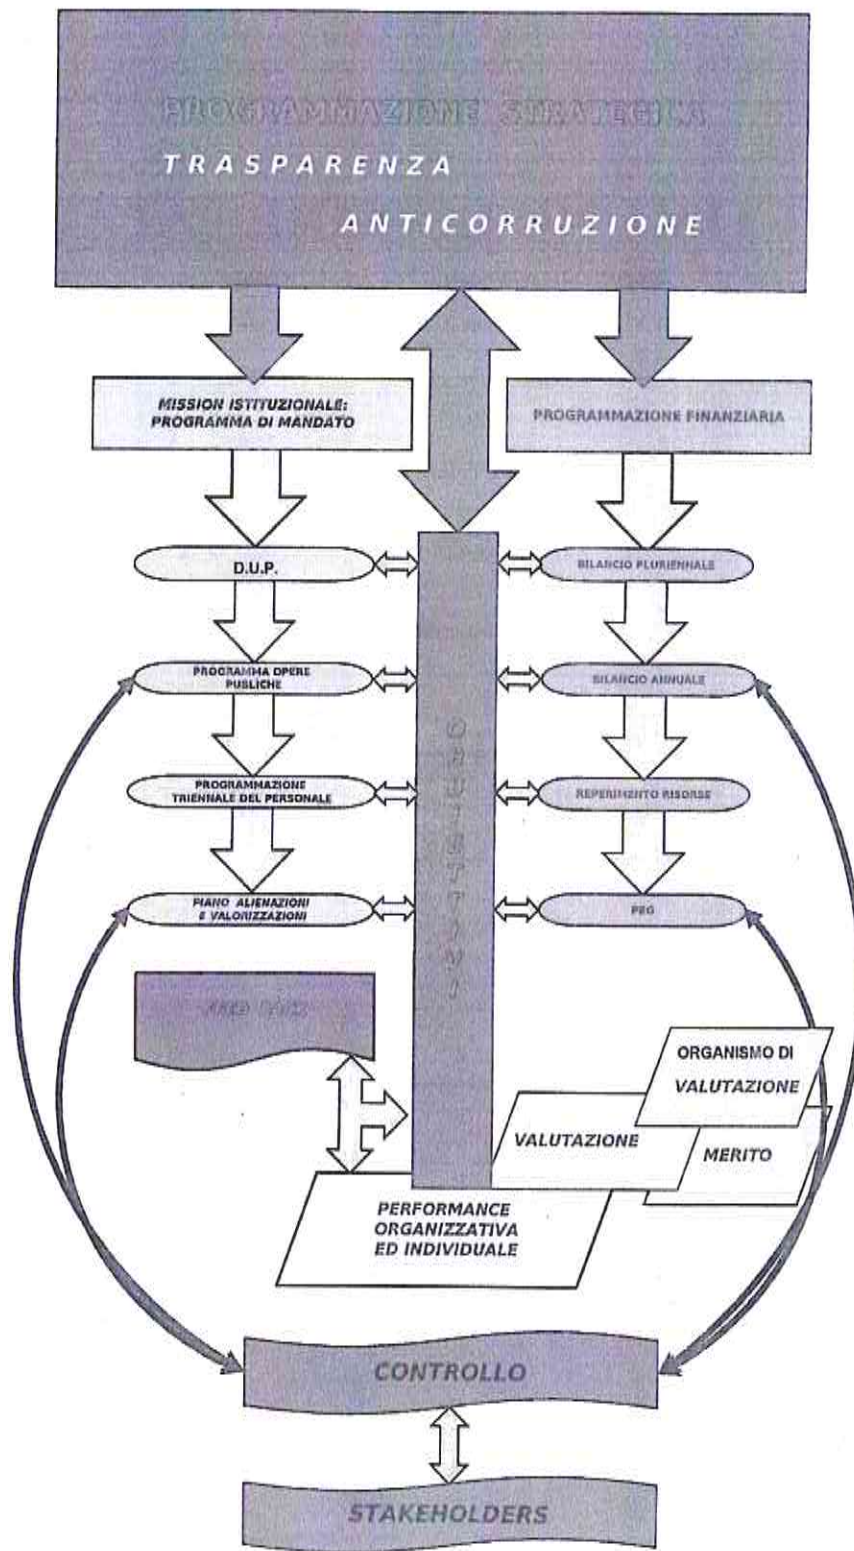 PROGRAMMAZIONE STRATEGICA
TRASPARENZA
ANTICORRUZIONE
MISSION ISTITUZIONALE:
PROGRAMMA DI MANDATO
PROGRAMMAZIONE FINANZIARIA
D.U.P.
BILANCIO PLURIENNALE
PROGRAMMA OPERE
PUBLICHE
BILANCIO ANNUALE
OBIETTIVI
PROGRAMMAZIONE
TRIENNALE DEL PERSONALE
REPERIMENTO RISORSE
PIANO ALIENAZIONI
E VALORIZZAZIONI
PEG
ORGANISMO DI
VALUTAZIONE
VALUTAZIONE
MERITO
PERFORMANCE
ORGANIZZATIVA
ED INDIVIDUALE
CONTROLLO
STAKEHOLDERS